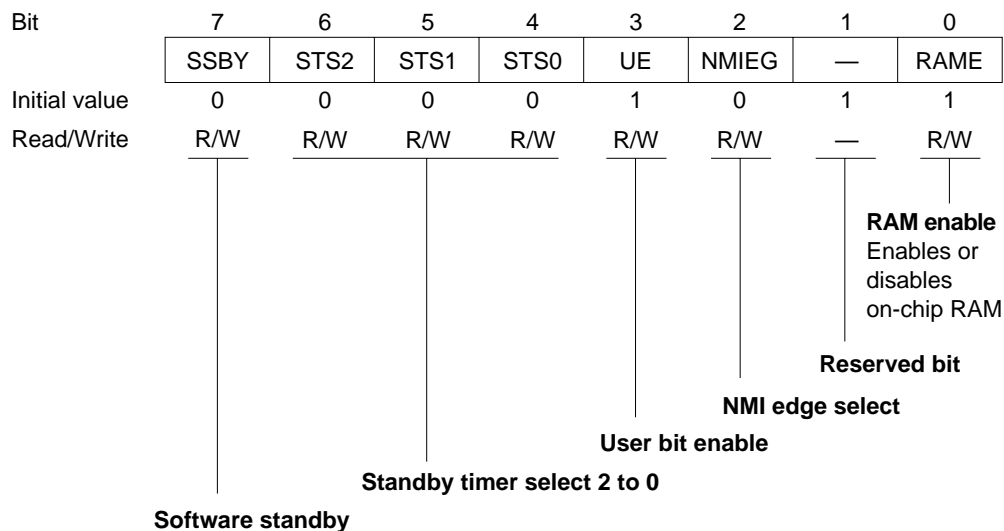 Bit 7 6 5 4 3 2 1 0
SSBY STS2 STS1 STS0 UE NMIEG — RAME
Initial value 0 0 0 0 1 0 1 1
Read/Write R/W R/W R/W R/W R/W R/W — R/W
RAM enable
Enables or
disables
on-chip RAM
Reserved bit
NMI edge select
User bit enable
Standby timer select 2 to 0
Software standby